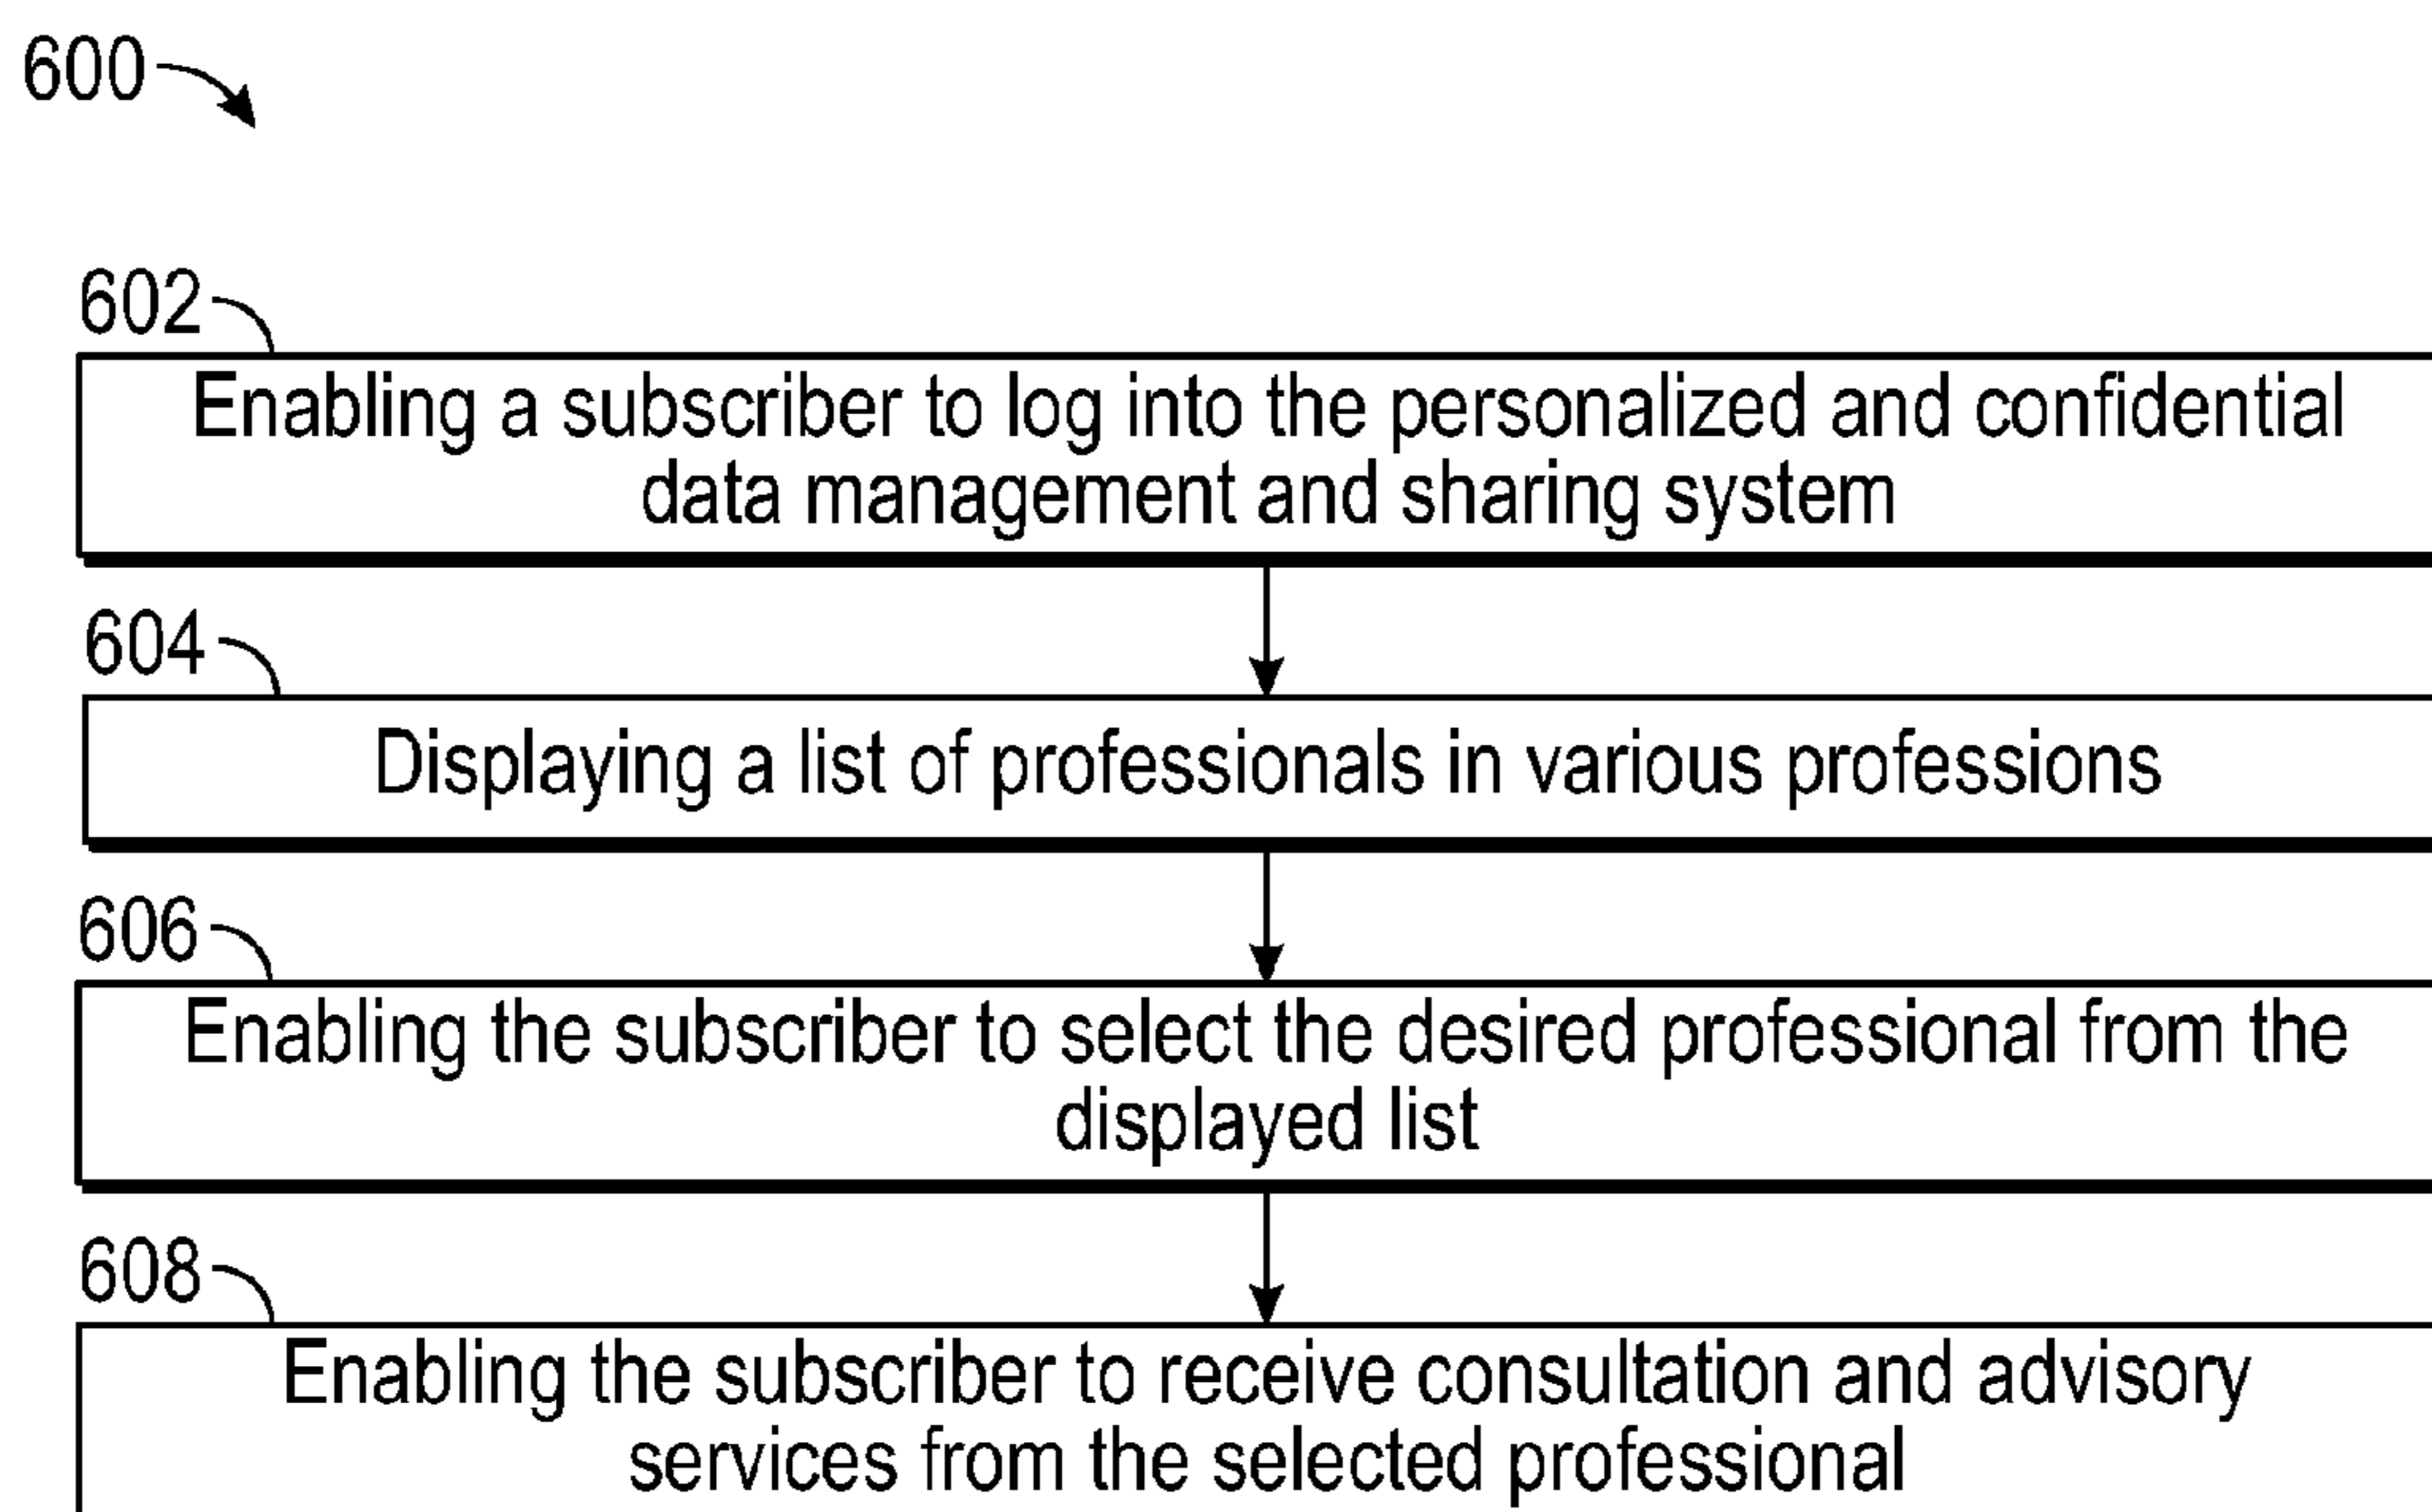 600
602
Enabling a subscriber to log into the personalized and confidential
data management and sharing system
604
Displaying a list of professionals in various professions
606
Enabling the subscriber to select the desired professional from the
displayed list
608
Enabling the subscriber to receive consultation and advisory
services from the selected professional